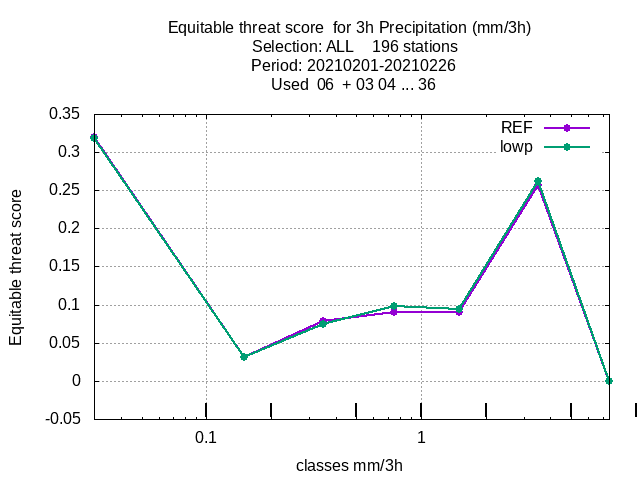 Equitable threat score  for 3h Precipitation (mm/3h)
Selection: ALL    196 stations
Period: 20210201-20210226
Used  06  + 03 04 ... 36
REF
lowp
0.35
0.3
0.25
0.2
0.15
0.1
0.05
0
-0.05
Equitable threat score
0.1
1
classes mm/3h